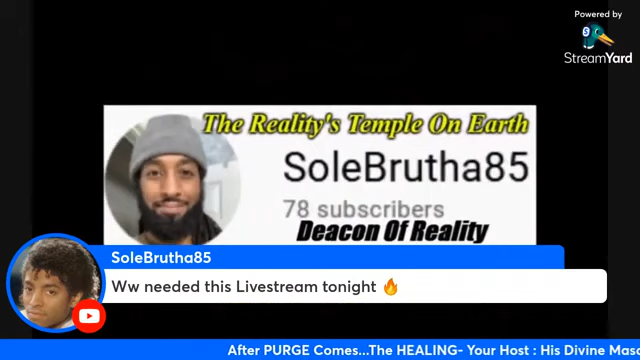 Powered by
StreamYard
The Reality's Temple On Earth
SoleBrutha85
78 subscribers
Deacon Of Reality
SoleBrutha85
Ww needed this Livestream tonight 🔥
After PURGE Comes...The HEALING- Your Host : His Divine Masc